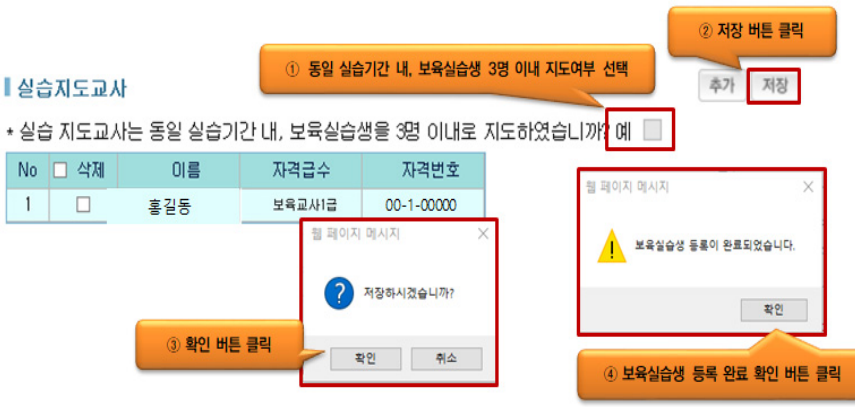 ② 저장 버튼 클릭
① 동일 실습기간 내, 보육실습생 3명 이내 지도여부 선택
실습지도교사
추가 저장
* 실습 지도교사는 동일 실습기간 내, 보육실습생을 3명 이내로 지도하였습니까? 예
No 삭제 이름 자격급수 자격번호
1 홍길동 보육교사1급 00-1-00000
웹 페이지 메시지
보육실습생 등록이 완료되었습니다.
확인
웹 페이지 메시지
저장하시겠습니까?
확인 취소
③ 확인 버튼 클릭
④ 보육실습생 등록 완료 확인 버튼 클릭